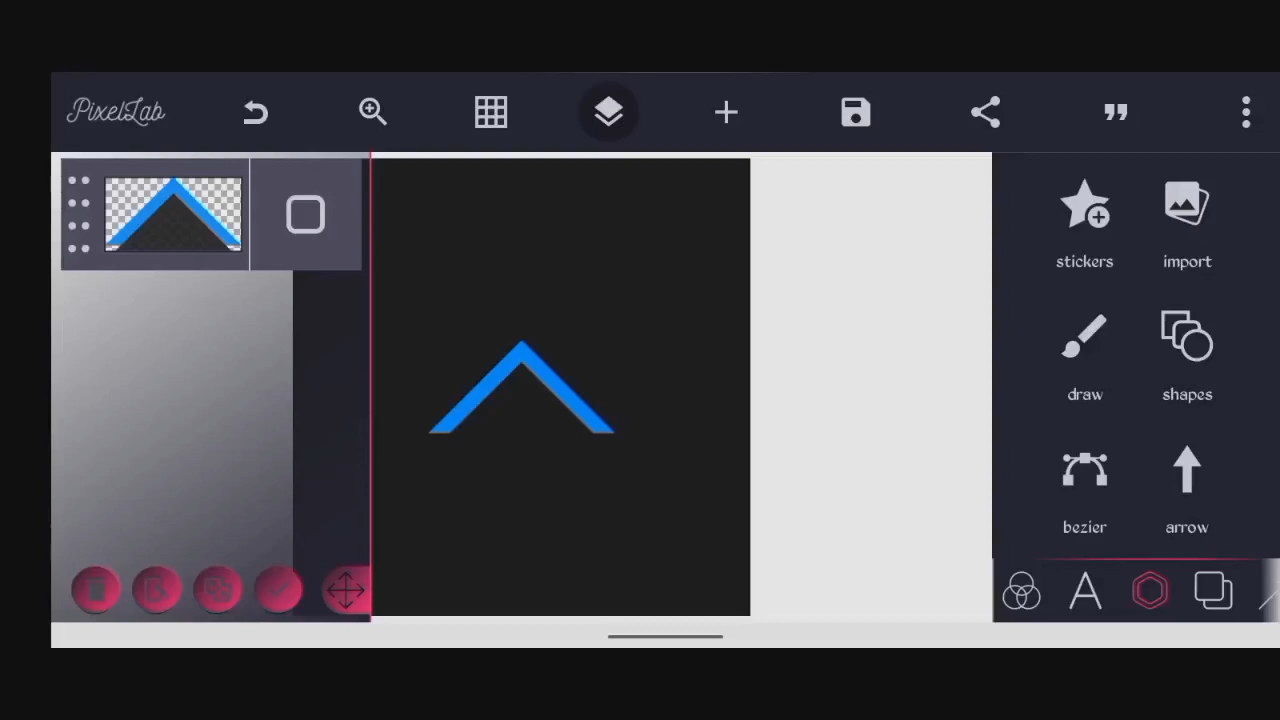 PixelLab
stickers
import
draw
shapes
bezier
arrow